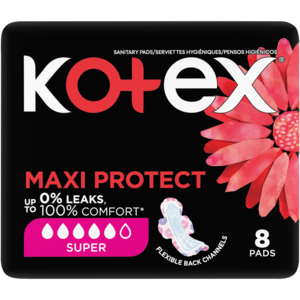 SANITARY PADS/SERVIETTES HYGIÉNIQUES/PENSOS HIGIÉNICOS
KOTEX®
MAXI PROTECT
UP TO 0% LEAKS,
100% COMFORT*
SUPER
FLEXIBLE BACK CHANNELS
8
PADS